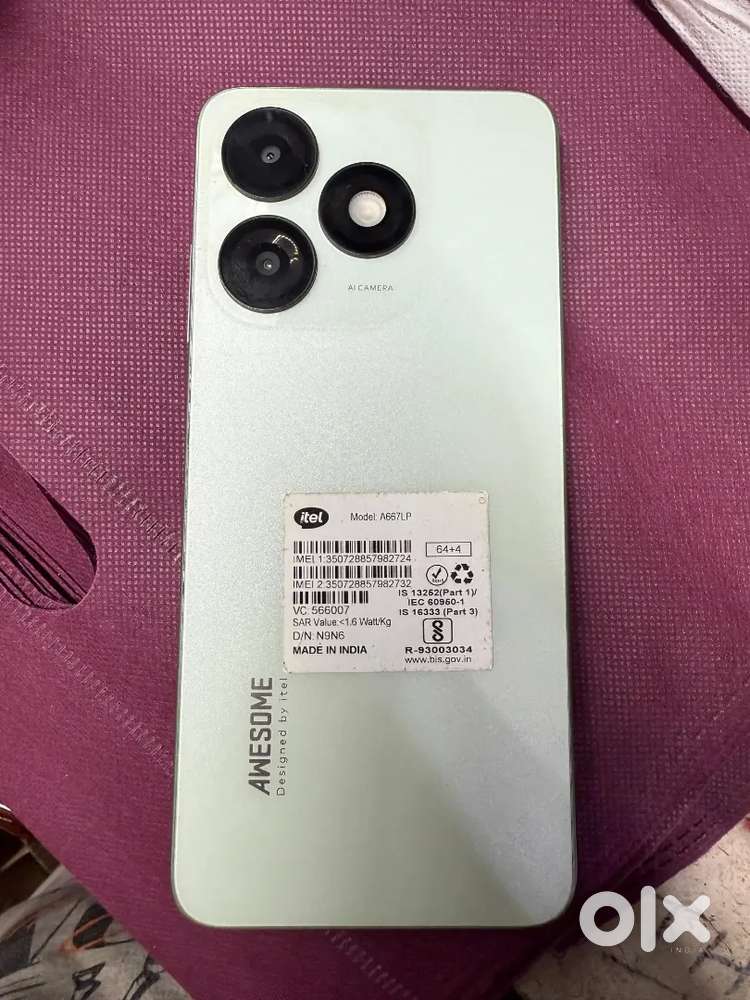 AI CAMERA
itel
Model: A667LP
IMEI 1:350728857982724
64+4
IMEI 2:350728857982732
VC: 566007
SAR Value:<1.6 Watt/Kg
D/N: N9N6
MADE IN INDIA
IS 13252(Part 1)/
IEC 60950-1
IS 16333 (Part 3)
R-93003034
www.bis.gov.in
AWESOME
Designed by itel
olx
INDIA